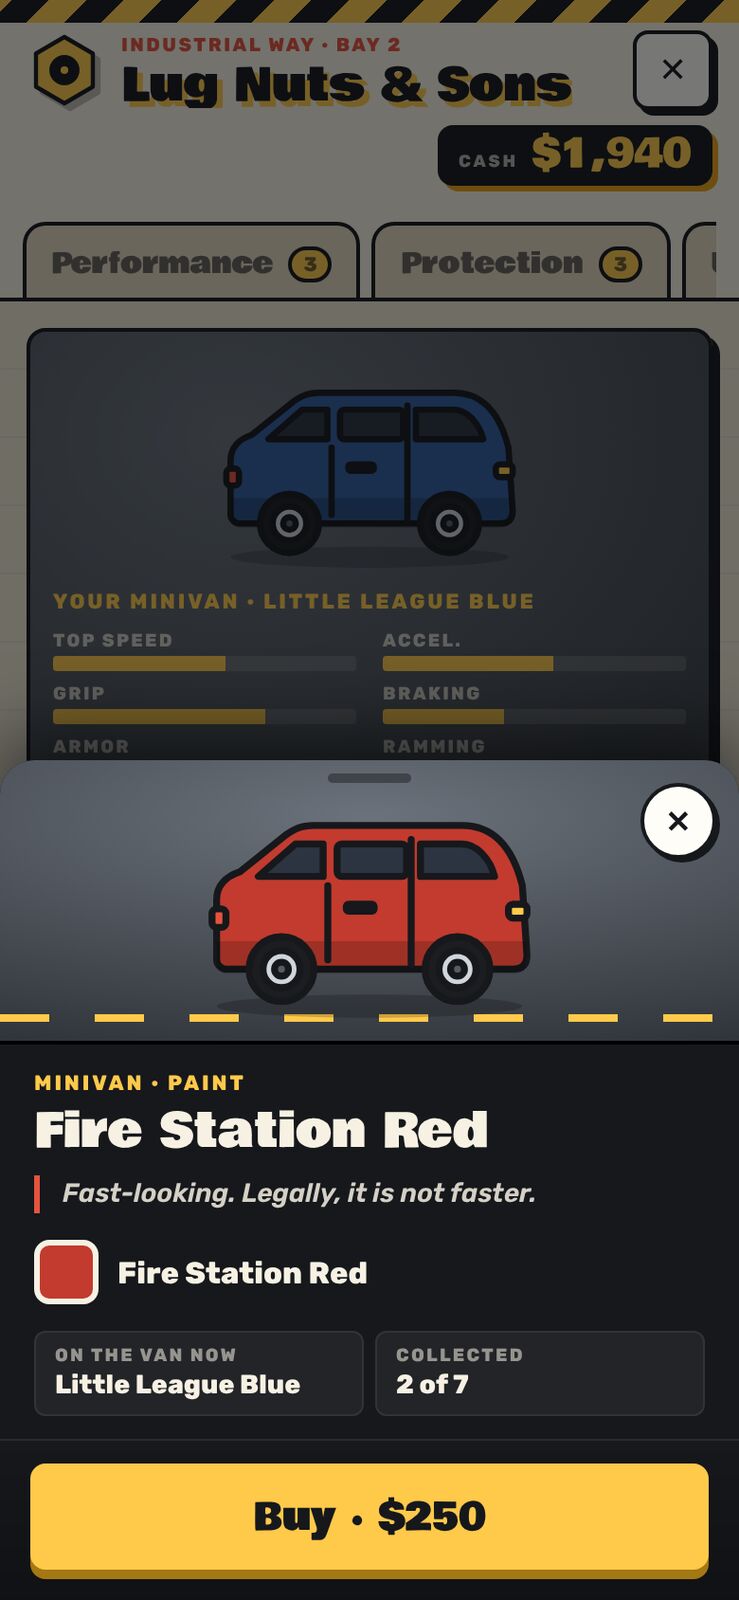 INDUSTRIAL WAY · BAY 2
Lug Nuts & Sons
CASH $1,940
Performance 3
Protection 3
YOUR MINIVAN · LITTLE LEAGUE BLUE
TOP SPEED
ACCEL.
GRIP
BRAKING
ARMOR
RAMMING
MINIVAN · PAINT
Fire Station Red
Fast-looking. Legally, it is not faster.
Fire Station Red
ON THE VAN NOW
Little League Blue
COLLECTED
2 of 7
Buy · $250